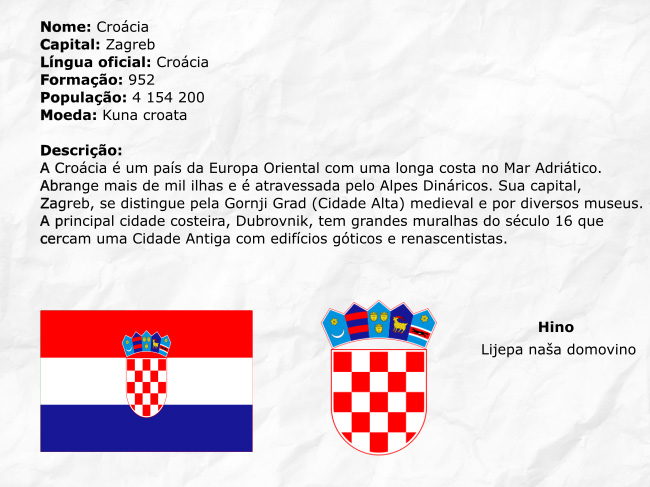 Nome: Croácia
Capital: Zagreb
Língua oficial: Croácia
Formação: 952
População: 4 154 200
Moeda: Kuna croata
Descrição:
A Croácia é um país da Europa Oriental com uma longa costa no Mar Adriático.
Abrange mais de mil ilhas e é atravessada pelo Alpes Dináricos. Sua capital,
Zagreb, se distingue pela Gornji Grad (Cidade Alta) medieval e por diversos museus.
A principal cidade costeira, Dubrovnik, tem grandes muralhas do século 16 que
cercam uma Cidade Antiga com edifícios góticos e renascentistas.
Hino
Lijepa naša domovino